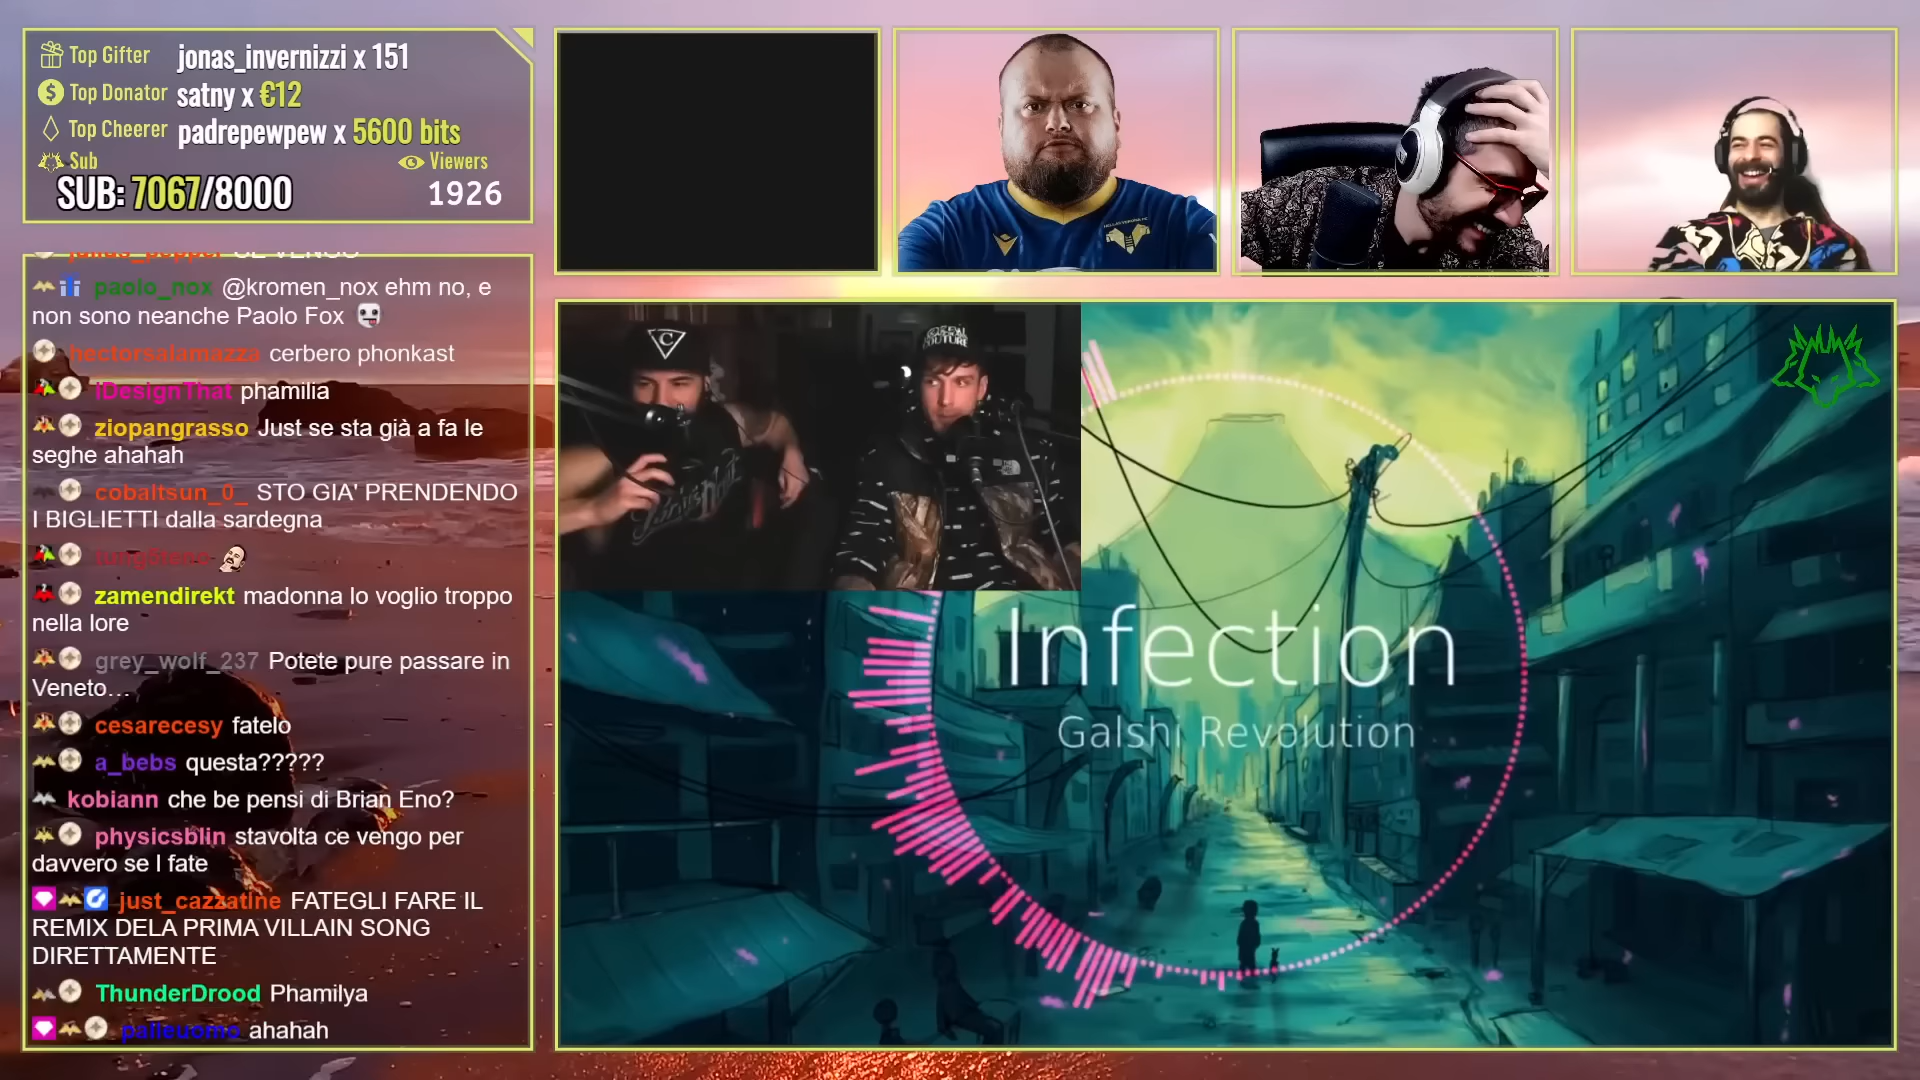 Top Gifter jonas_invernizzi x 151
Top Donator satny x €12
Top Cheerer padrepewpew x 5600 bits
Sub Viewers
SUB: 7067/8000 1926
paolo_nox @kromen_nox ehm no, e
non sono neanche Paolo Fox
hectorsalamazza cerbero phonkast
IDesignThat phamilia
ziopangrasso Just se sta già a fa le
seghe ahahah
cobaltsun_0_ STO GIA' PRENDENDO
I BIGLIETTI dalla sardegna
zamendirekt madonna lo voglio troppo
nella lore
grey_wolf_237 Potete pure passare in
Veneto...
cesarecesy fatelo
a_bebs questa?????
kobiann che be pensi di Brian Eno?
physicsblin stavolta ce vengo per
davvero se l fate
just_cazzatine FATEGLI FARE IL
REMIX DELA PRIMA VILLAIN SONG
DIRETTAMENTE
ThunderDrood Phamilya
palleuomo ahahah
Infection
Galshi Revolution